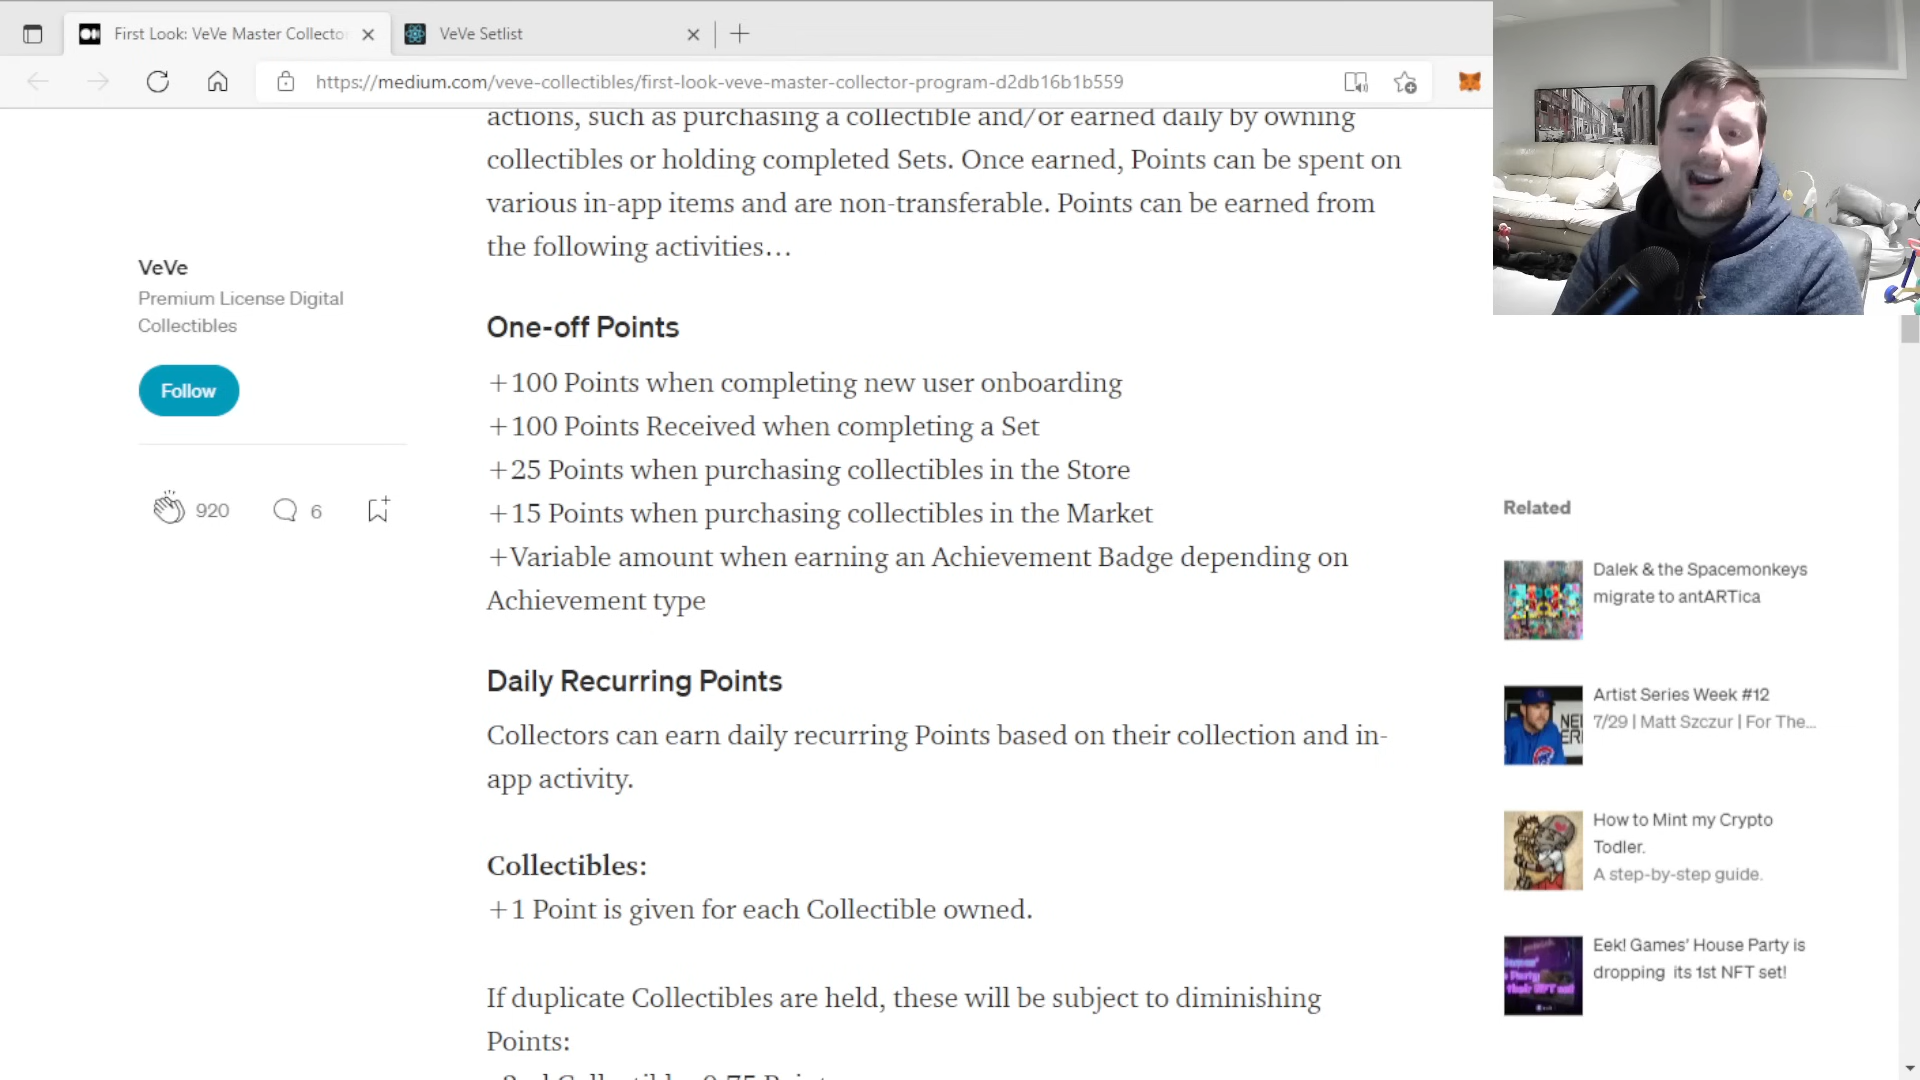 First Look: VeVe Master Collecto
VeVe Setlist
https://medium.com/veve-collectibles/first-look-veve-master-collector-program-d2db16b1b559
actions, such as purchasing a collectible and/or earned daily by owning
collectibles or holding completed Sets. Once earned, Points can be spent on
various in-app items and are non-transferable. Points can be earned from
the following activities…
VeVe
Premium License Digital
Collectibles
Follow
920
6
One-off Points
+100 Points when completing new user onboarding
+100 Points Received when completing a Set
+25 Points when purchasing collectibles in the Store
+15 Points when purchasing collectibles in the Market
+Variable amount when earning an Achievement Badge depending on
Achievement type
Daily Recurring Points
Collectors can earn daily recurring Points based on their collection and in-
app activity.
Collectibles:
+1 Point is given for each Collectible owned.
If duplicate Collectibles are held, these will be subject to diminishing
Points:
Related
Dalek & the Spacemonkeys
migrate to antARTica
Artist Series Week #12
7/29 | Matt Szczur | For The...
How to Mint my Crypto
Todler.
A step-by-step guide.
Eek! Games' House Party is
dropping its 1st NFT set!